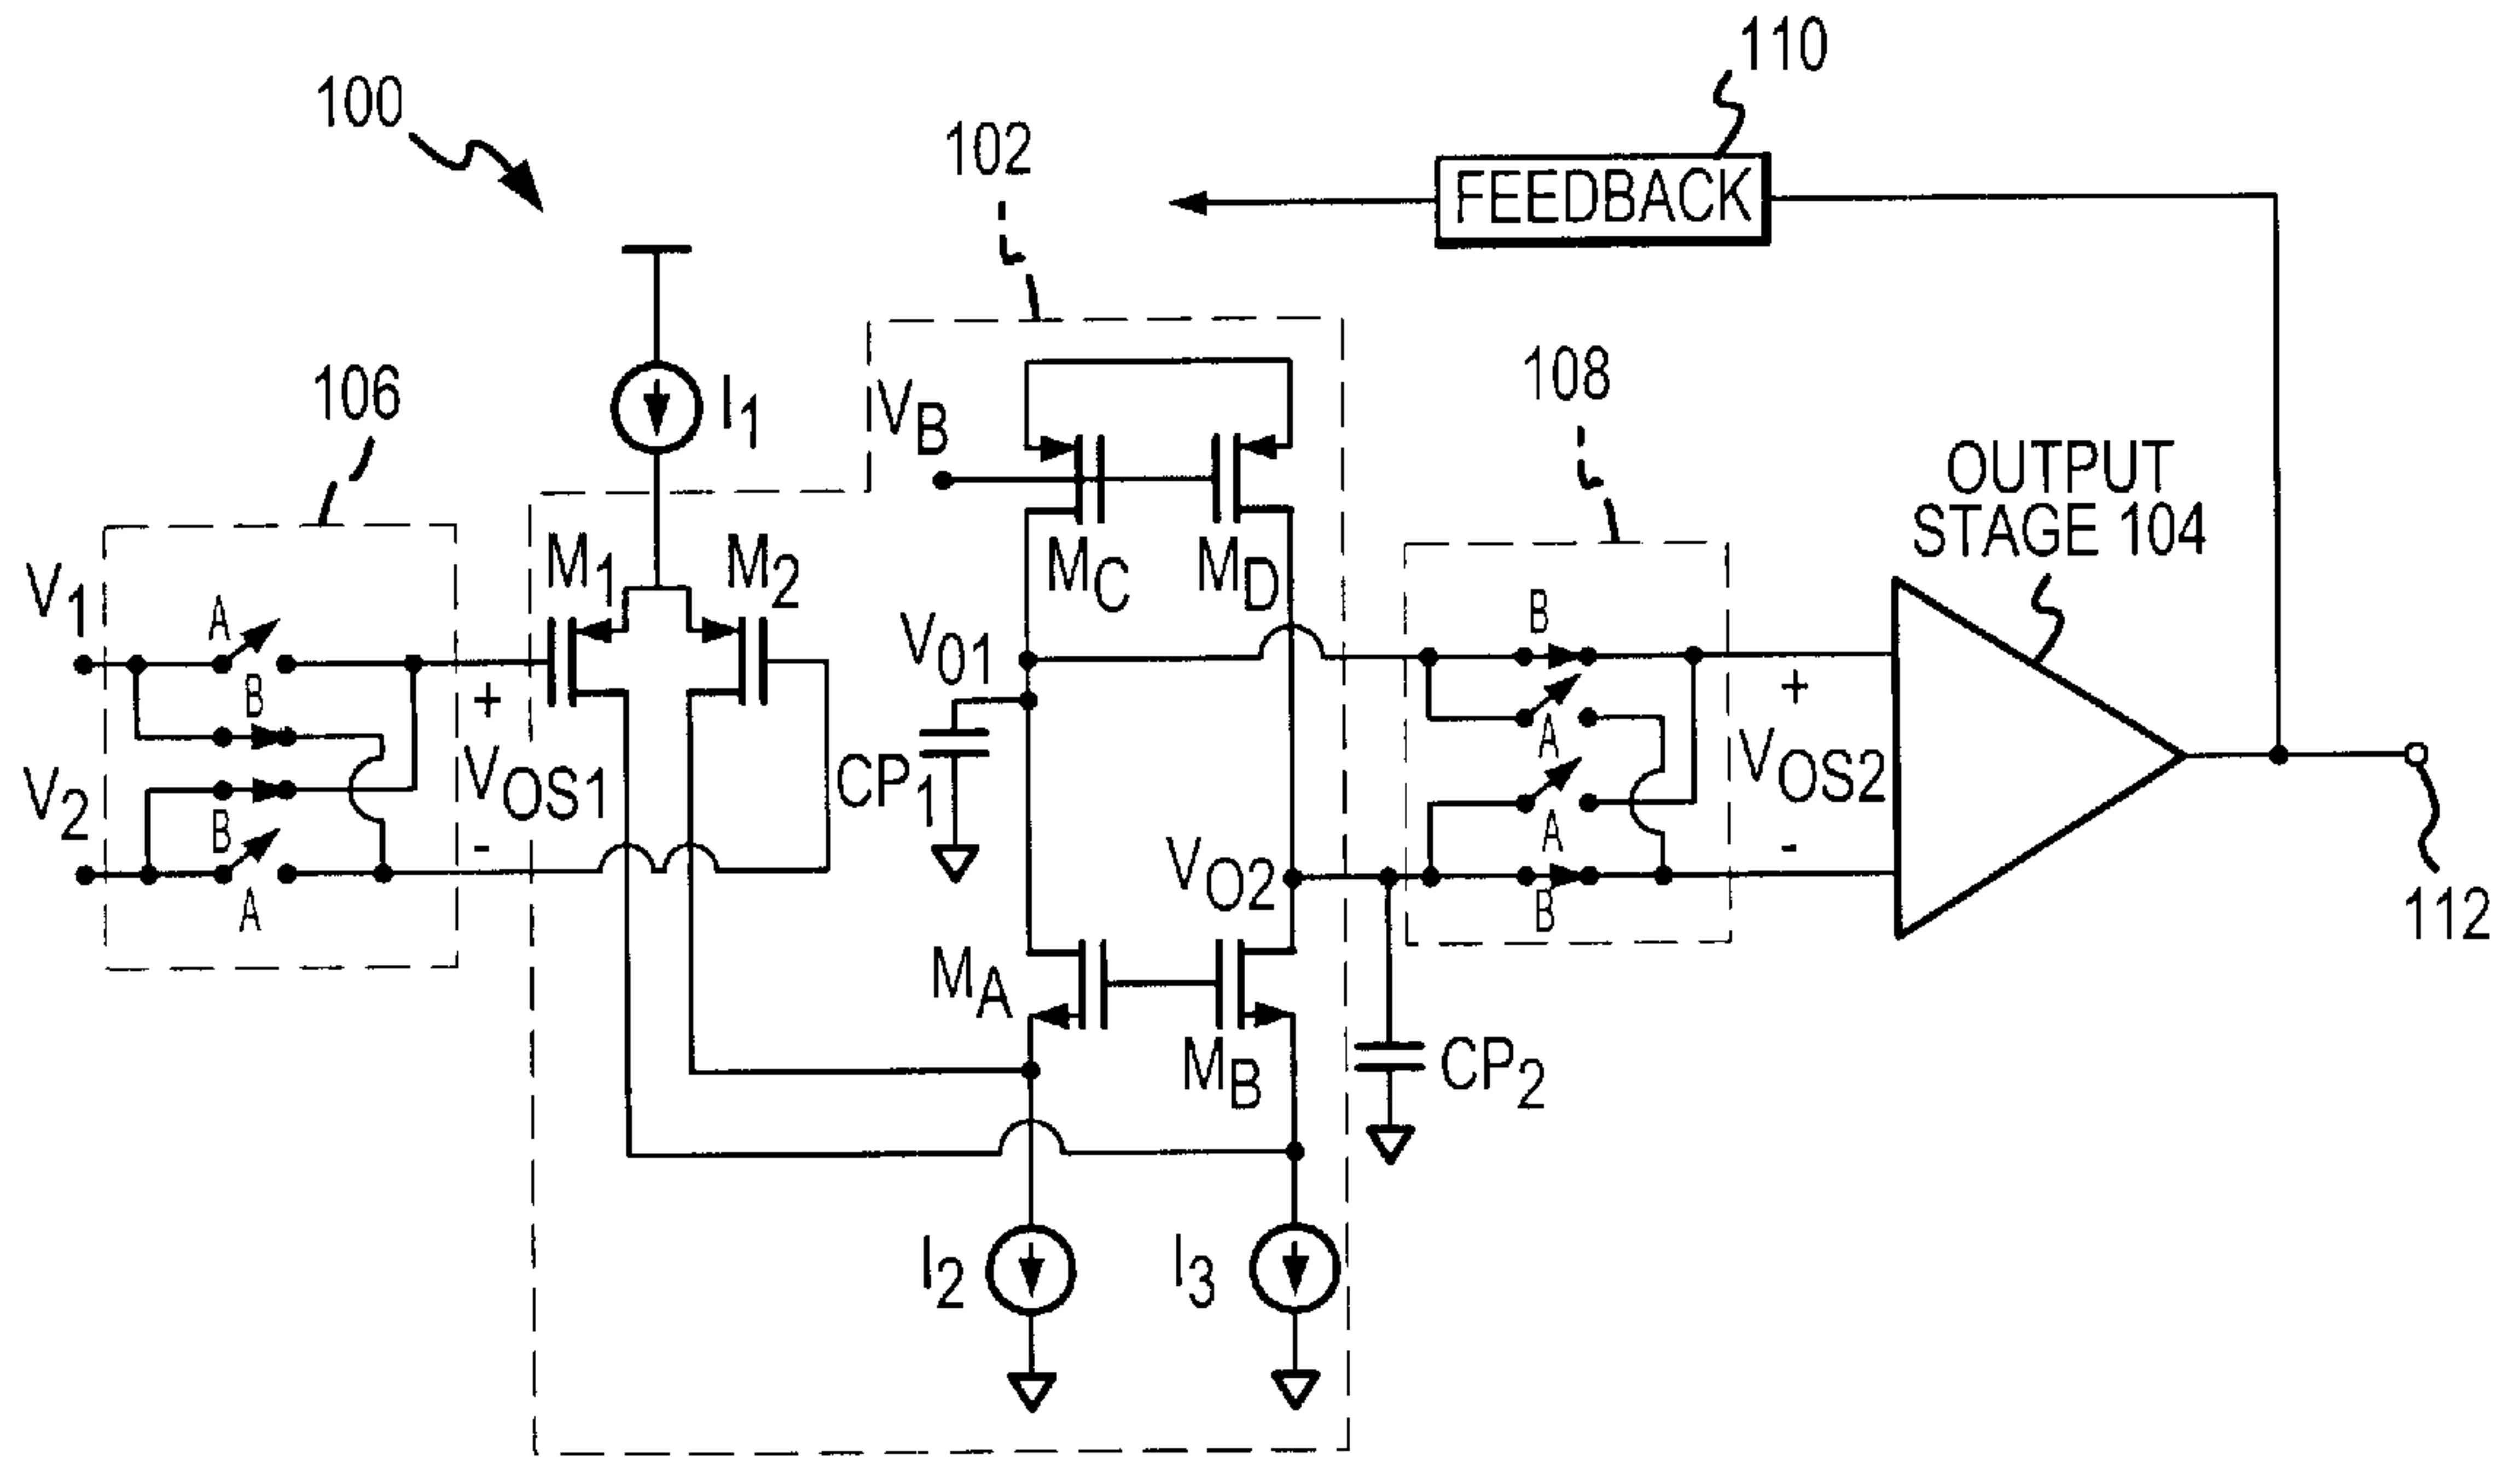 110
100
102
FEEDBACK
106
I1
VB
108
OUTPUT
STAGE 104
M1
M2
MC
MD
V1
A
B
+
VOS1
-
V2
B
A
VO1
CP1
B
A
A
B
+
VOS2
-
VO2
112
MA
MB
CP2
I2
I3